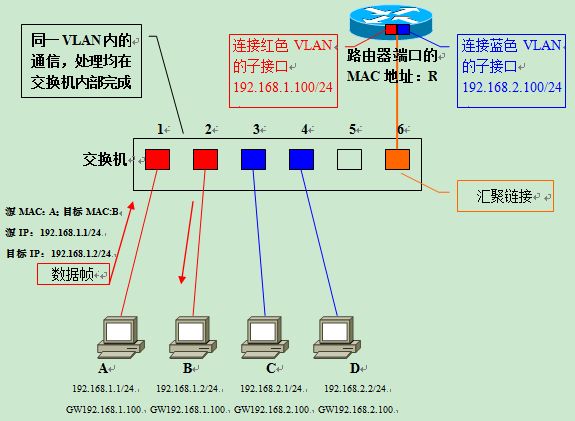 同一 VLAN 内的
通信，处理均在
交换机内部完成
连接红色 VLAN
的子接口
192.168.1.100/24
路由器端口的
MAC 地址：R
连接蓝色 VLAN
的子接口
192.168.2.100/24
1 2 3 4 5 6
交换机
汇聚链接
源 MAC：A；目标 MAC:B
源 IP：192.168.1.1/24
目标 IP：192.168.1.2/24
数据帧
A B C D
192.168.1.1/24 192.168.1.2/24 192.168.2.1/24 192.168.2.2/24
GW192.168.1.100 GW192.168.1.100 GW192.168.2.100 GW192.168.2.100